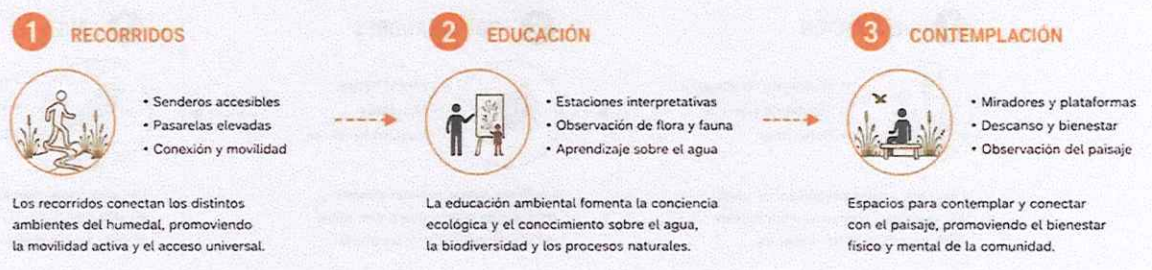 1 RECORRIDOS
• Senderos accesibles
• Pasarelas elevadas
• Conexión y movilidad
Los recorridos conectan los distintos
ambientes del humedal, promoviendo
la movilidad activa y el acceso universal.
2 EDUCACIÓN
• Estaciones interpretativas
• Observación de flora y fauna
• Aprendizaje sobre el agua
La educación ambiental fomenta la conciencia
ecológica y el conocimiento sobre el agua,
la biodiversidad y los procesos naturales.
3 CONTEMPLACIÓN
• Miradores y plataformas
• Descanso y bienestar
• Observación del paisaje
Espacios para contemplar y conectar
con el paisaje, promoviendo el bienestar
físico y mental de la comunidad.